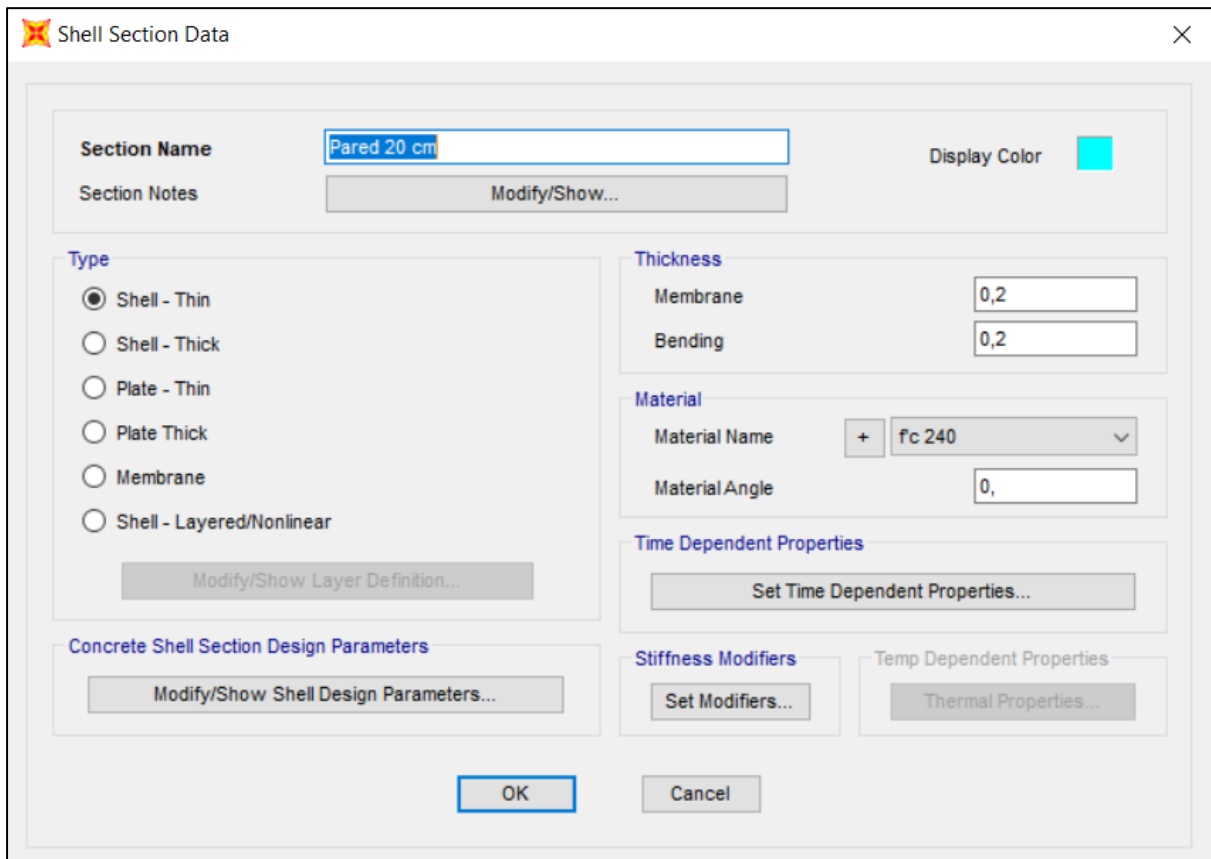 Shell Section Data
Section Name
Pared 20 cm
Display Color
Section Notes
Modify/Show...
Type
Shell - Thin
Shell - Thick
Plate - Thin
Plate Thick
Membrane
Shell - Layered/Nonlinear
Modify/Show Layer Definition...
Thickness
Membrane
0,2
Bending
0,2
Material
Material Name
+
f'c 240
Material Angle
0,
Time Dependent Properties
Set Time Dependent Properties...
Concrete Shell Section Design Parameters
Modify/Show Shell Design Parameters...
Stiffness Modifiers
Set Modifiers...
Temp Dependent Properties
Thermal Properties...
OK
Cancel